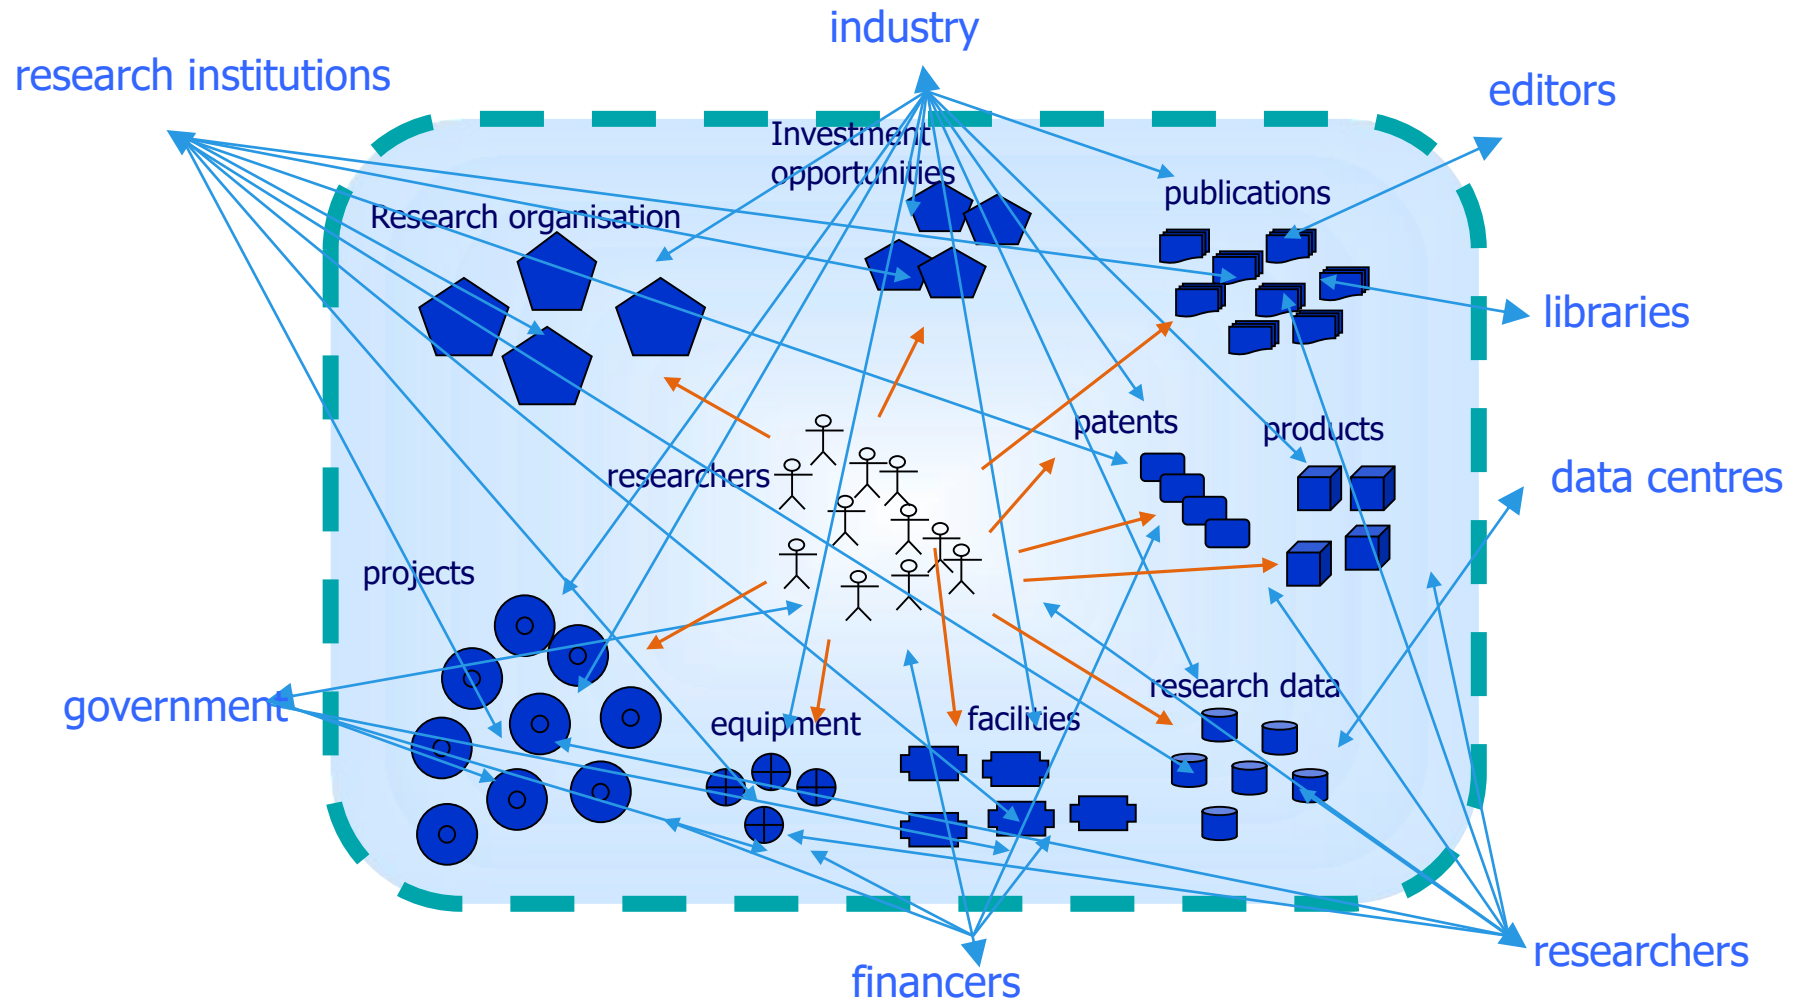 industry
research institutions
editors
Investment
opportunities
publications
Research organisation
libraries
patents
products
researchers
data centres
projects
research data
government
equipment
facilities
researchers
financers